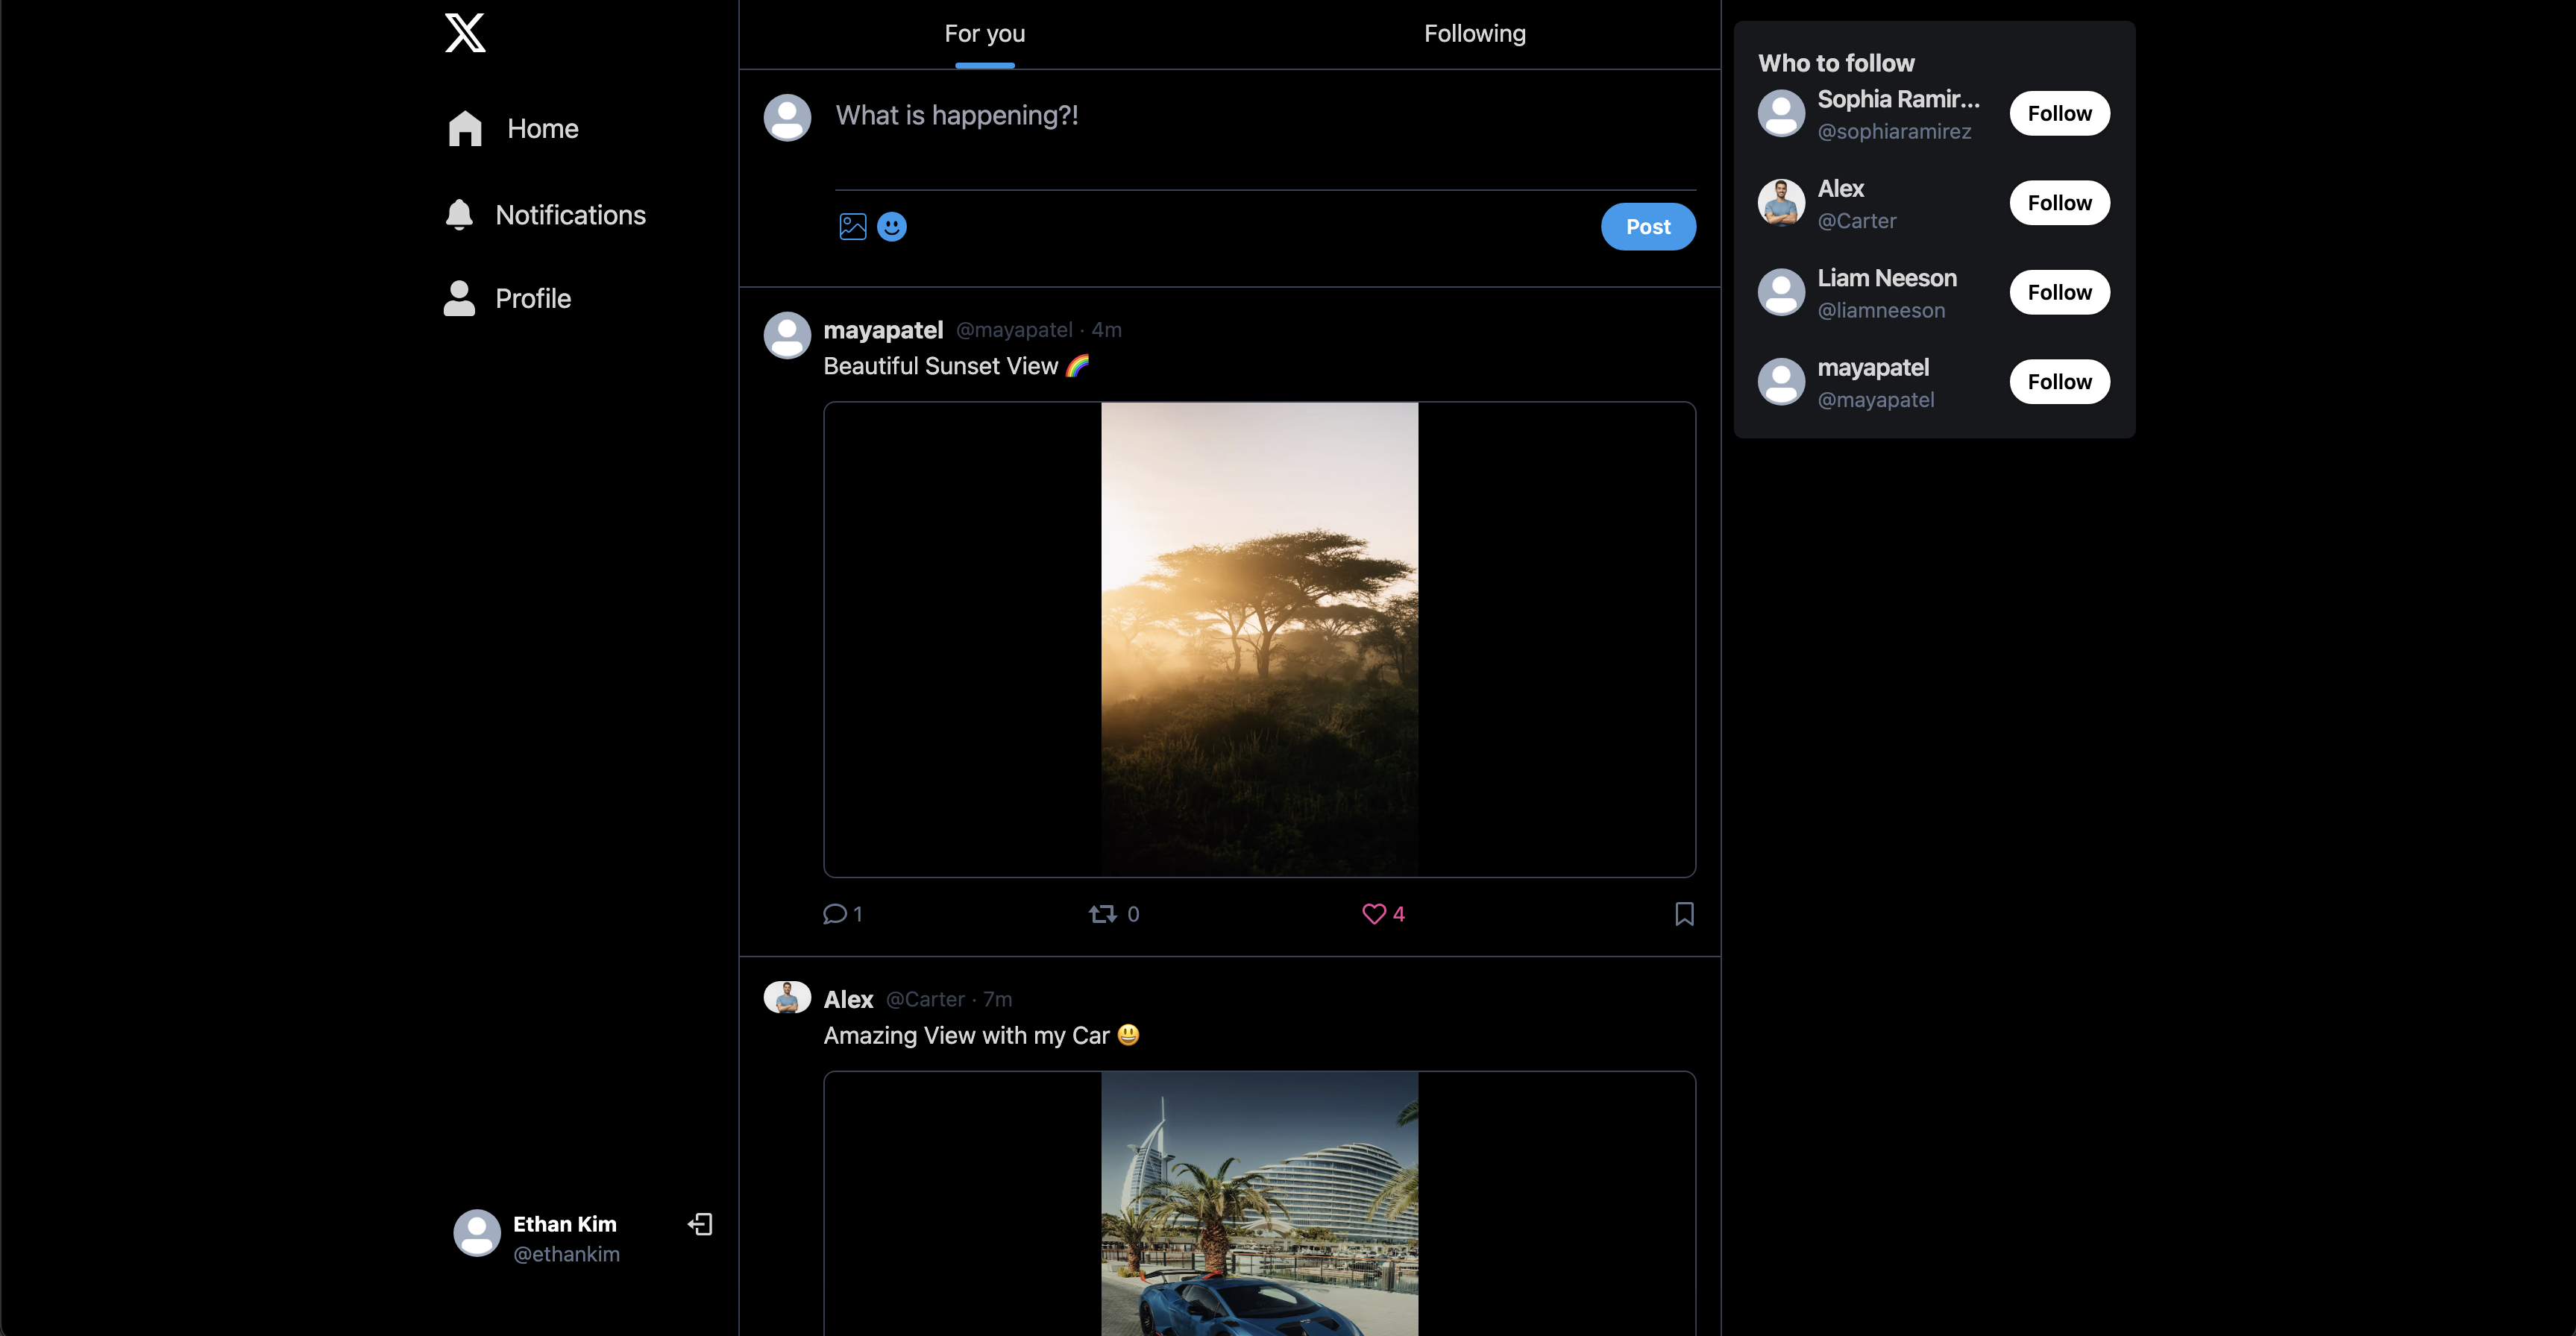 Home
Notifications
Profile
Ethan Kim
@ethankim
For you
Following
What is happening?!
Post
mayapatel @mayapatel · 4m
Beautiful Sunset View 🌈
1 0 4
Alex @Carter · 7m
Amazing View with my Car 😃
Who to follow
Sophia Ramir...
@sophiaramirez
Follow
Alex
@Carter
Follow
Liam Neeson
@liamneeson
Follow
mayapatel
@mayapatel
Follow